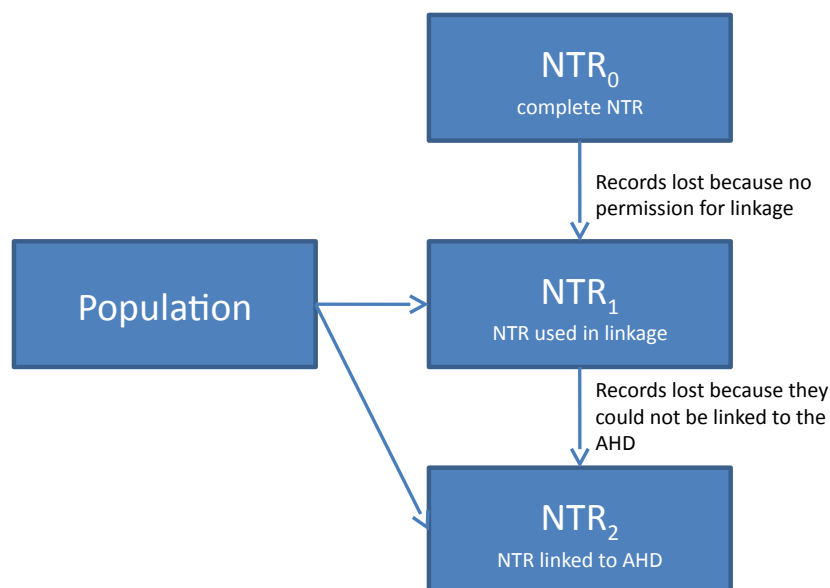 NTR₀
complete NTR
Records lost because no
permission for linkage
Population
NTR₁
NTR used in linkage
Records lost because they
could not be linked to the
AHD
NTR₂
NTR linked to AHD